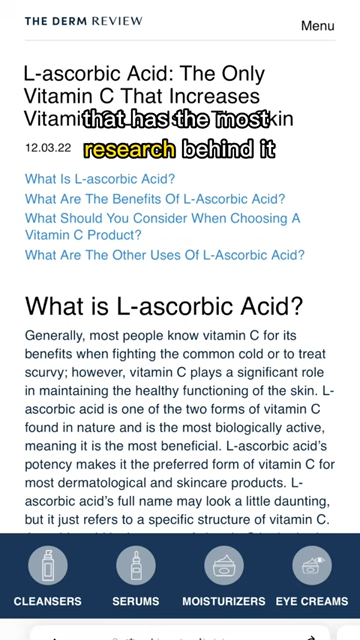 THE DERM REVIEW
Menu
L-ascorbic Acid: The Only
Vitamin C That Increases
that has the most
research behind it
12.03.22
What Is L-ascorbic Acid?
What Are The Benefits Of L-Ascorbic Acid?
What Should You Consider When Choosing A
Vitamin C Product?
What Are The Other Uses Of L-Ascorbic Acid?
What is L-ascorbic Acid?
Generally, most people know vitamin C for its
benefits when fighting the common cold or to treat
scurvy; however, vitamin C plays a significant role
in maintaining the healthy functioning of the skin. L-
ascorbic acid is one of the two forms of vitamin C
found in nature and is the most biologically active,
meaning it is the most beneficial. L-ascorbic acid's
potency makes it the preferred form of vitamin C for
most dermatological and skincare products. L-
ascorbic acid's full name may look a little daunting,
but it just refers to a specific structure of vitamin C.
CLEANSERS
SERUMS
MOISTURIZERS
EYE CREAMS